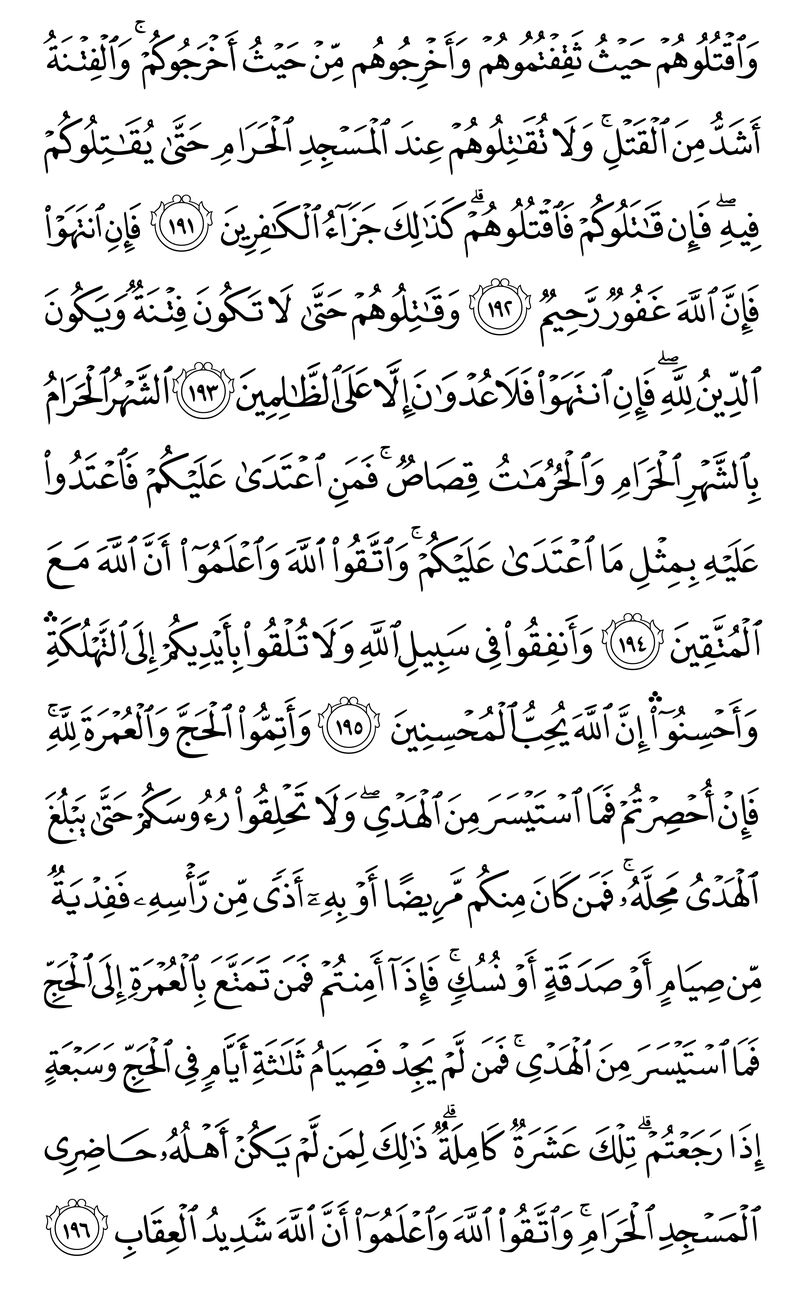 وَٱقۡتُلُوهُمۡ حَيۡثُ ثَقِفۡتُمُوهُمۡ وَأَخۡرِجُوهُم مِّنۡ حَيۡثُ أَخۡرَجُوكُمۡۚ وَٱلۡفِتۡنَةُ
أَشَدُّ مِنَ ٱلۡقَتۡلِۚ وَلَا تُقَٰتِلُوهُمۡ عِندَ ٱلۡمَسۡجِدِ ٱلۡحَرَامِ حَتَّىٰ يُقَٰتِلُوكُمۡ
فِيهِۖ فَإِن قَٰتَلُوكُمۡ فَٱقۡتُلُوهُمۡۗ كَذَٰلِكَ جَزَآءُ ٱلۡكَٰفِرِينَ ١٩١ فَإِنِ ٱنتَهَوۡاْ
فَإِنَّ ٱللَّهَ غَفُورٞ رَّحِيمٞ ١٩٢ وَقَٰتِلُوهُمۡ حَتَّىٰ لَا تَكُونَ فِتۡنَةٞ وَيَكُونَ
ٱلدِّينُ لِلَّهِۖ فَإِنِ ٱنتَهَوۡاْ فَلَا عُدۡوَٰنَ إِلَّا عَلَى ٱلظَّٰلِمِينَ ١٩٣ ٱلشَّهۡرُ ٱلۡحَرَامُ
بِٱلشَّهۡرِ ٱلۡحَرَامِ وَٱلۡحُرُمَٰتُ قِصَاصٞۚ فَمَنِ ٱعۡتَدَىٰ عَلَيۡكُمۡ فَٱعۡتَدُواْ
عَلَيۡهِ بِمِثۡلِ مَا ٱعۡتَدَىٰ عَلَيۡكُمۡۚ وَٱتَّقُواْ ٱللَّهَ وَٱعۡلَمُوٓاْ أَنَّ ٱللَّهَ مَعَ
ٱلۡمُتَّقِينَ ١٩٤ وَأَنفِقُواْ فِي سَبِيلِ ٱللَّهِ وَلَا تُلۡقُواْ بِأَيۡدِيكُمۡ إِلَى ٱلتَّهۡلُكَةِۛ
وَأَحۡسِنُوٓاْۛ إِنَّ ٱللَّهَ يُحِبُّ ٱلۡمُحۡسِنِينَ ١٩٥ وَأَتِمُّواْ ٱلۡحَجَّ وَٱلۡعُمۡرَةَ لِلَّهِۚ
فَإِنۡ أُحۡصِرۡتُمۡ فَمَا ٱسۡتَيۡسَرَ مِنَ ٱلۡهَدۡيِۖ وَلَا تَحۡلِقُواْ رُءُوسَكُمۡ حَتَّىٰ يَبۡلُغَ
ٱلۡهَدۡيُ مَحِلَّهُۥۚ فَمَن كَانَ مِنكُم مَّرِيضًا أَوۡ بِهِۦٓ أَذٗى مِّن رَّأۡسِهِۦ فَفِدۡيَةٞ
مِّن صِيَامٍ أَوۡ صَدَقَةٍ أَوۡ نُسُكٖۚ فَإِذَآ أَمِنتُمۡ فَمَن تَمَتَّعَ بِٱلۡعُمۡرَةِ إِلَى ٱلۡحَجِّ
فَمَا ٱسۡتَيۡسَرَ مِنَ ٱلۡهَدۡيِۚ فَمَن لَّمۡ يَجِدۡ فَصِيَامُ ثَلَٰثَةِ أَيَّامٖ فِي ٱلۡحَجِّ وَسَبۡعَةٍ
إِذَا رَجَعۡتُمۡۗ تِلۡكَ عَشَرَةٞ كَامِلَةٞۗ ذَٰلِكَ لِمَن لَّمۡ يَكُنۡ أَهۡلُهُۥ حَاضِرِي
ٱلۡمَسۡجِدِ ٱلۡحَرَامِۚ وَٱتَّقُواْ ٱللَّهَ وَٱعۡلَمُوٓاْ أَنَّ ٱللَّهَ شَدِيدُ ٱلۡعِقَابِ ١٩٦